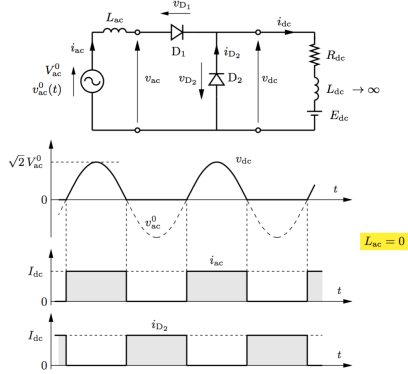 v_D1
L_ac
i_dc
i_ac
D_1
i_D2
R_dc
V_ac^0
v_ac^0(t)
v_ac
v_D2
D_2
v_dc
L_dc → ∞
E_dc
√2 V_ac^0
v_dc
t
0
v_ac^0
L_ac = 0
i_ac
I_dc
t
0
i_D2
I_dc
t
0